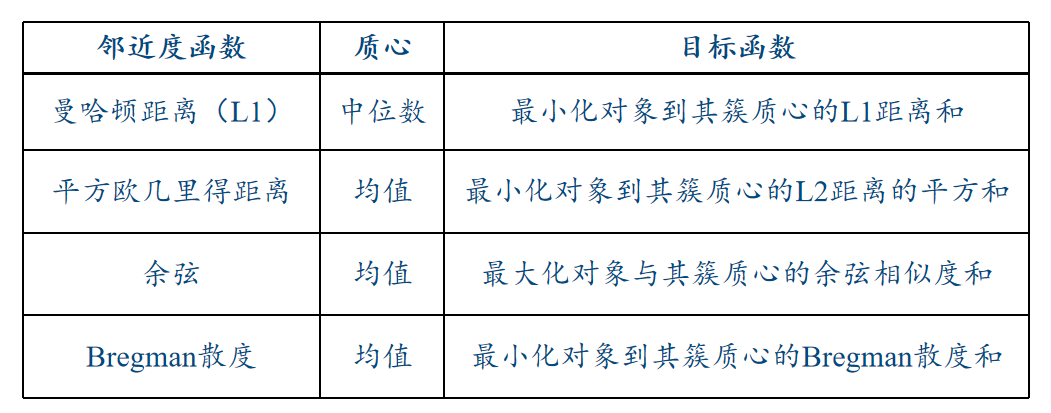 邻近度函数 质心 目标函数
曼哈顿距离（L1） 中位数 最小化对象到其簇质心的L1距离和
平方欧几里得距离 均值 最小化对象到其簇质心的L2距离的平方和
余弦 均值 最大化对象与其簇质心的余弦相似度和
Bregman散度 均值 最小化对象到其簇质心的Bregman散度和